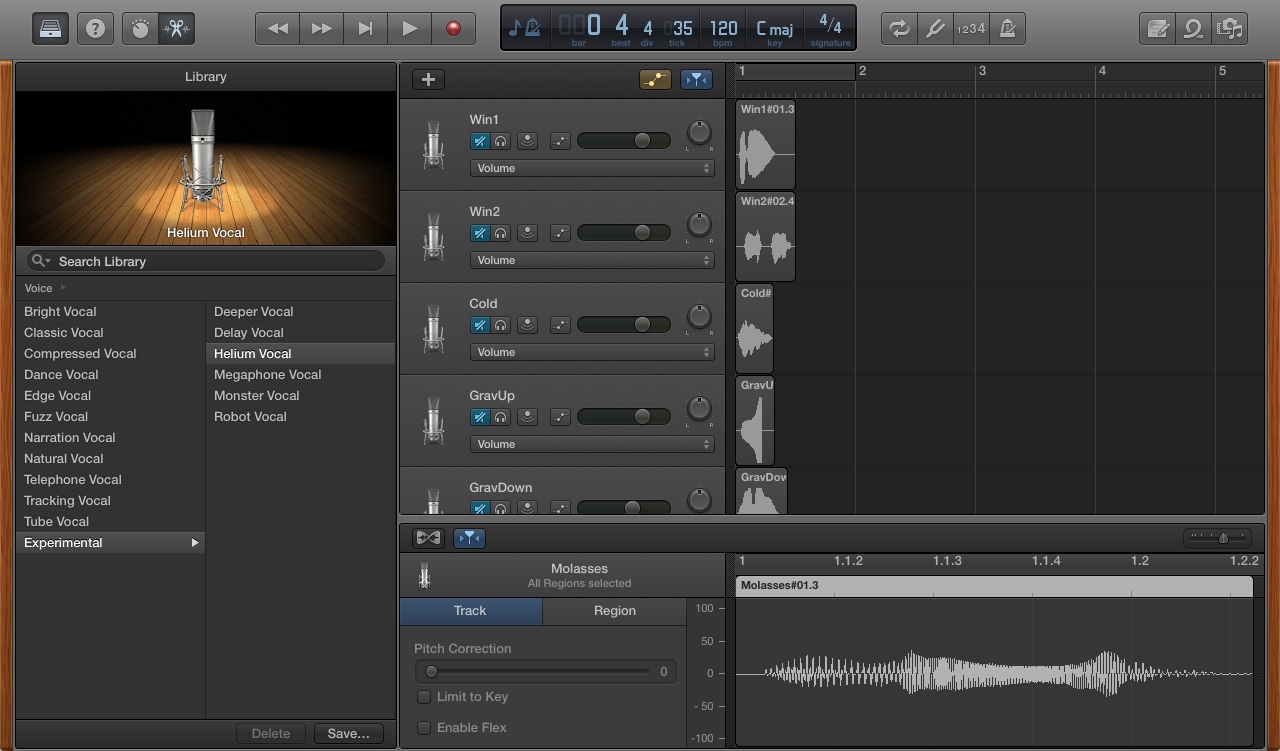 ?
0 4 4 35 120 C maj 4/4
bar beat div tick bpm key signature
1234
Library
Helium Vocal
Search Library
Voice
Bright Vocal
Classic Vocal
Compressed Vocal
Dance Vocal
Edge Vocal
Fuzz Vocal
Narration Vocal
Natural Vocal
Telephone Vocal
Tracking Vocal
Tube Vocal
Experimental
Deeper Vocal
Delay Vocal
Helium Vocal
Megaphone Vocal
Monster Vocal
Robot Vocal
Delete Save...
1 2 3 4 5
Win1
L R
Volume
Win1#01.3
Win2
L R
Volume
Win2#02.4
Cold
L R
Volume
Cold#
GravUp
L R
Volume
GravU
GravDown
GravDow
Molasses
All Regions selected
Track Region
Pitch Correction
0
Limit to Key
Enable Flex
1 1.1.2 1.1.3 1.1.4 1.2 1.2.2
Molasses#01.3
100
50
0
- 50
-100